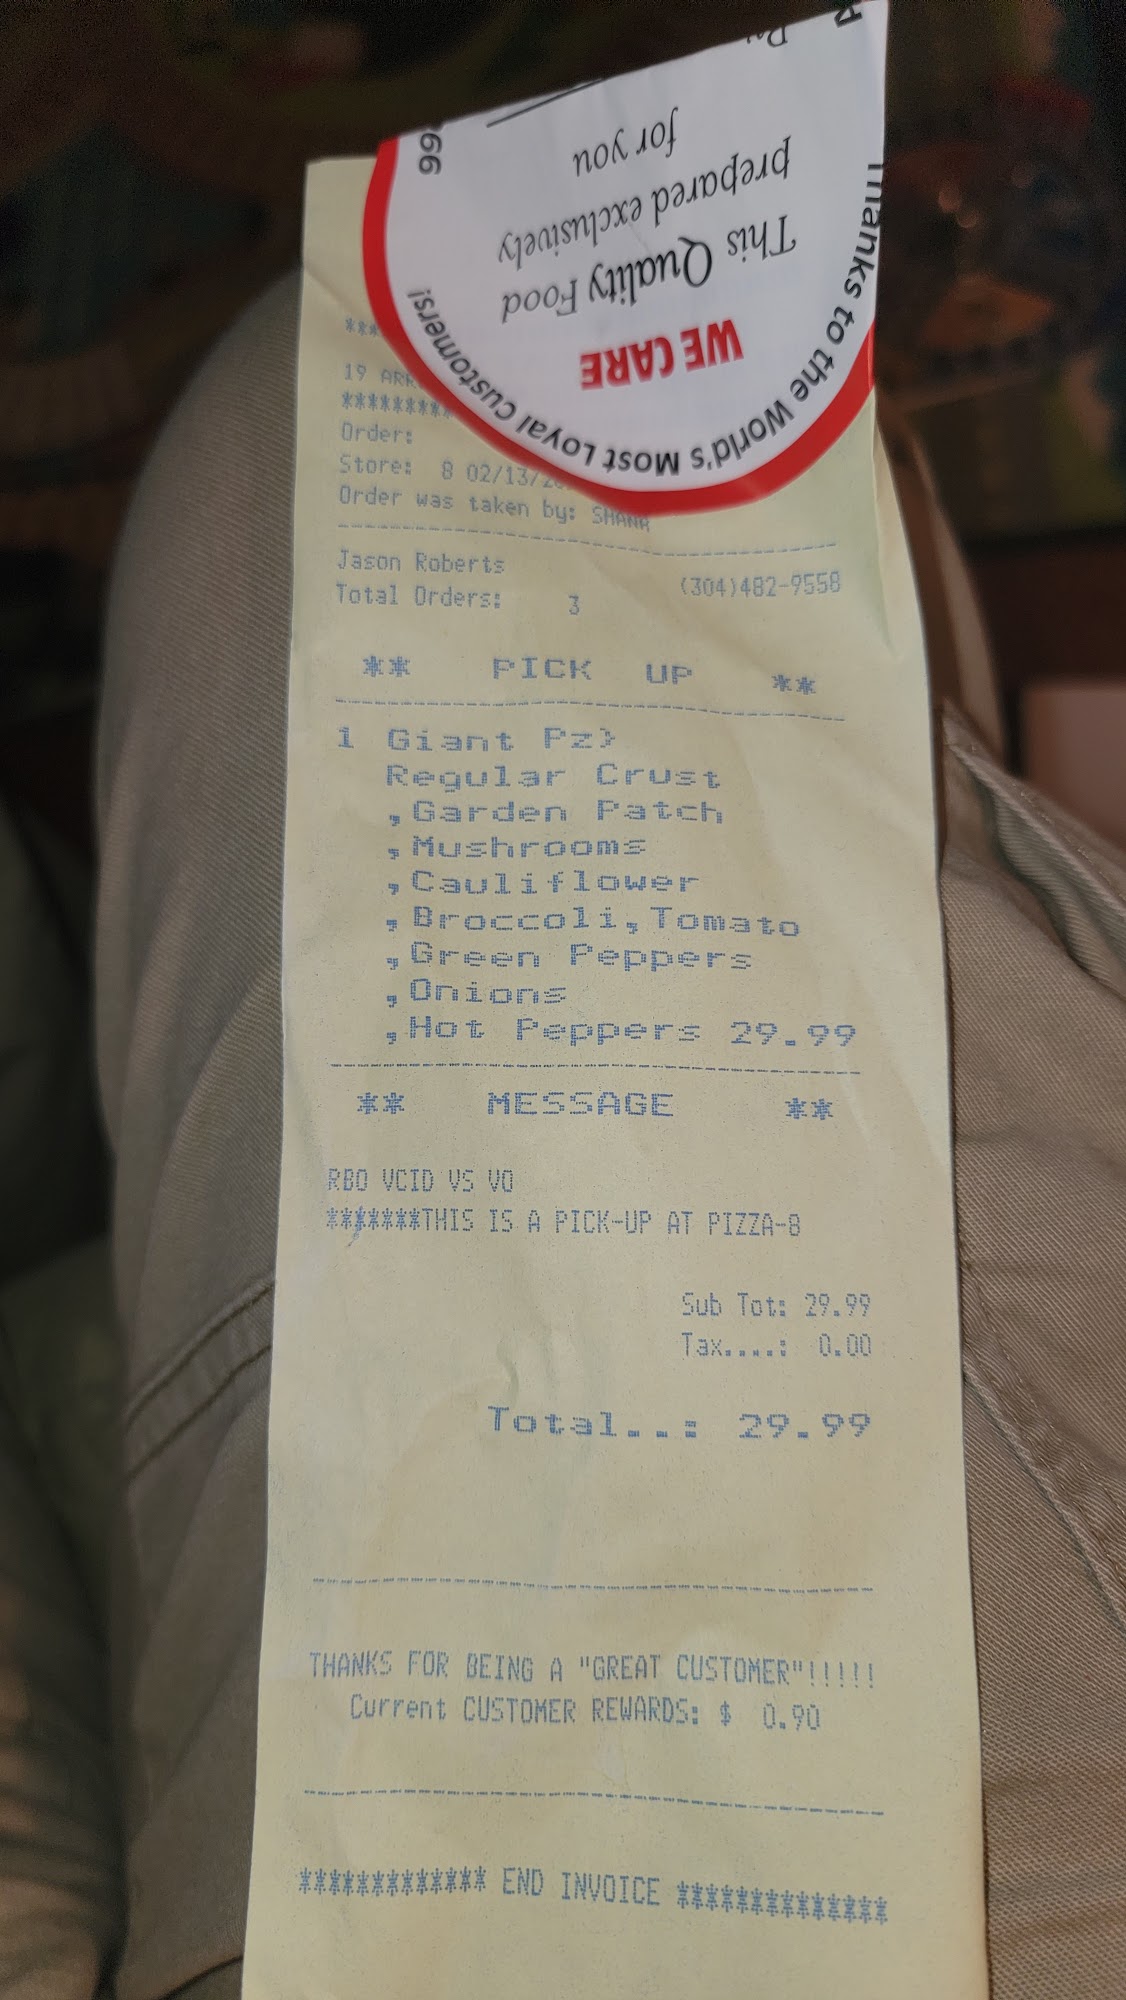 Thanks to the World's Most Loyal Customers!
WE CARE
This Quality Food
prepared exclusively
for you
19
*********
Order:
Store: 8 02/13/
Order was taken by: SHANA
Jason Roberts (304)482-9558
Total Orders: 3
** PICK UP **
1 Giant Pz}
Regular Crust
,Garden Patch
,Mushrooms
,Cauliflower
,Broccoli,Tomato
,Green Peppers
,Onions
,Hot Peppers 29.99
** MESSAGE **
RBO VCID VS VO
*******THIS IS A PICK-UP AT PIZZA-8
Sub Tot: 29.99
Tax....: 0.00
Total..: 29.99
THANKS FOR BEING A "GREAT CUSTOMER"!!!!!
Current CUSTOMER REWARDS: $ 0.90
************* END INVOICE **************